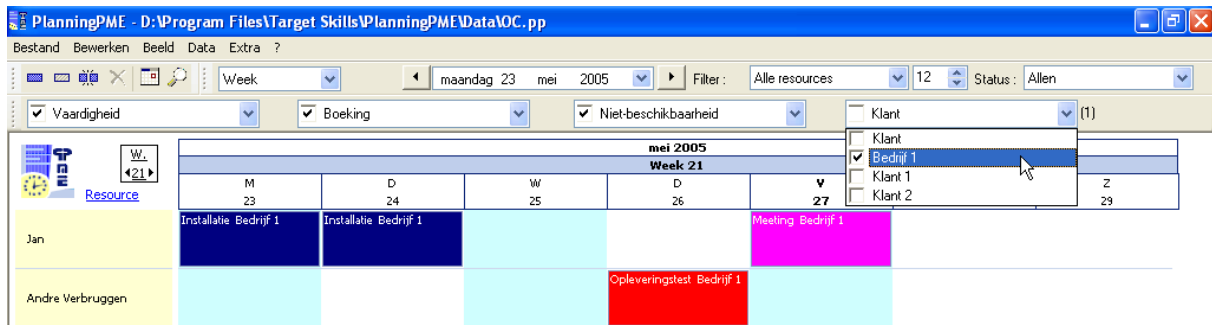 PlanningPME - D:\Program Files\Target Skills\PlanningPME\Data\OC.pp
Bestand Bewerken Beeld Data Extra ?
Week maandag 23 mei 2005 Filter : Alle resources 12 Status : Allen
Vaardigheid Boeking Niet-beschikbaarheid Klant (1)
Klant
Bedrijf 1
Klant 1
Klant 2
PME
W.
21
Resource
mei 2005
Week 21
M D W D V Z
23 24 25 26 27 29
Jan
Installatie Bedrijf 1 Installatie Bedrijf 1 Meeting Bedrijf 1
Andre Verbruggen
Opleveringstest Bedrijf 1